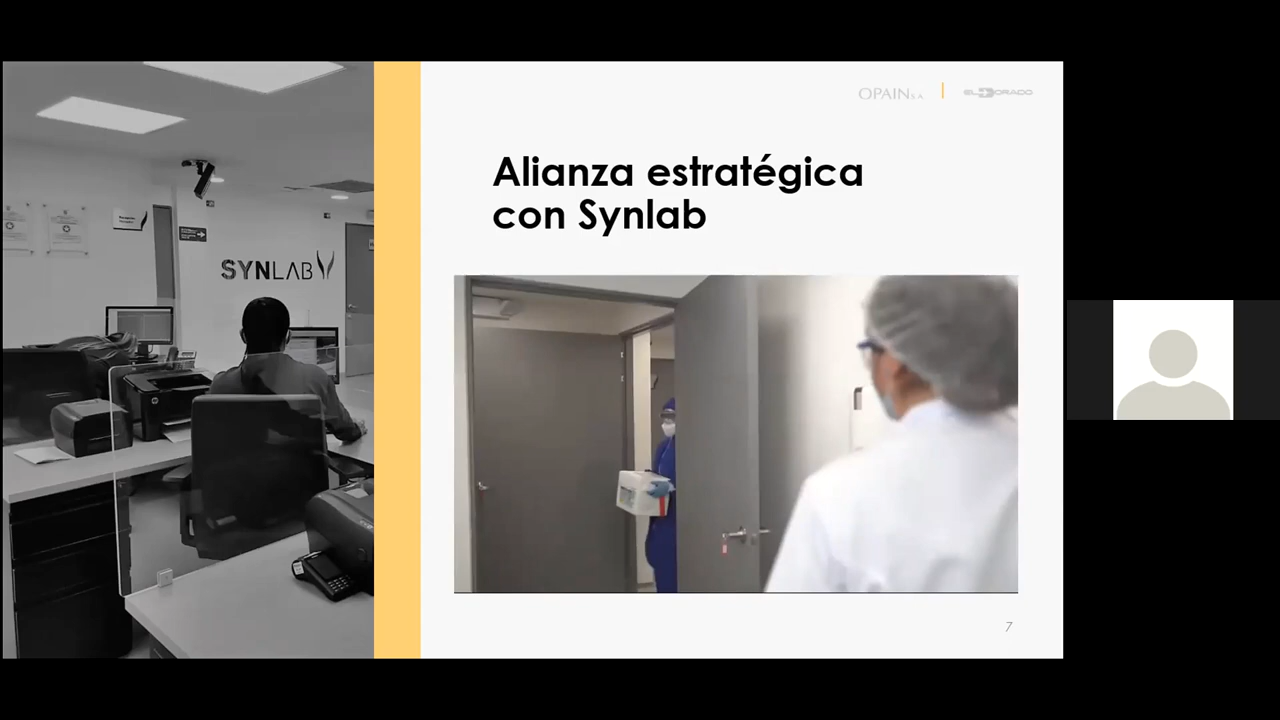 OPAIN S.A.
EL DORADO
Alianza estratégica
con Synlab
SYNLAB
7